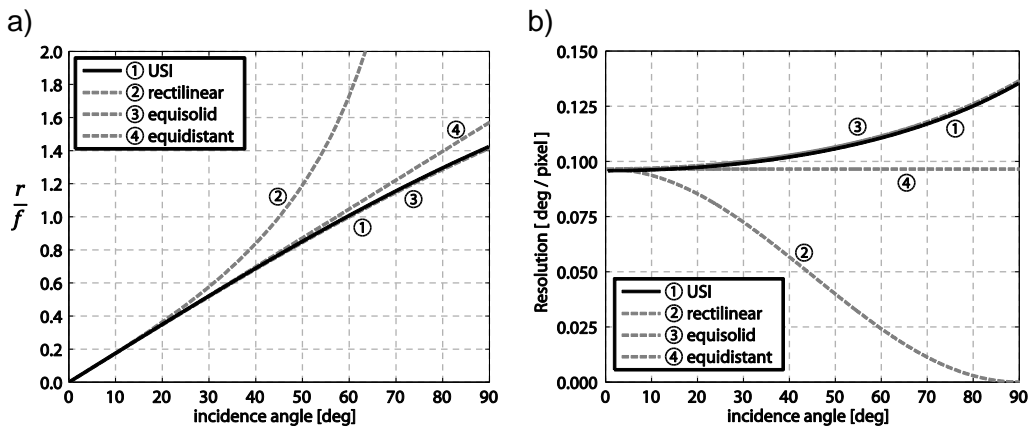 a)
2.0
1.8
1.6
1.4
1.2
1.0
0.8
0.6
0.4
0.2
0.0
r
f
① USI
② rectilinear
③ equisolid
④ equidistant
②
④
③
①
0 10 20 30 40 50 60 70 80 90
incidence angle [deg]
b)
0.150
0.125
0.100
0.075
0.050
0.025
0.000
Resolution [ deg / pixel]
③
①
④
②
① USI
② rectilinear
③ equisolid
④ equidistant
0 10 20 30 40 50 60 70 80 90
incidence angle [deg]